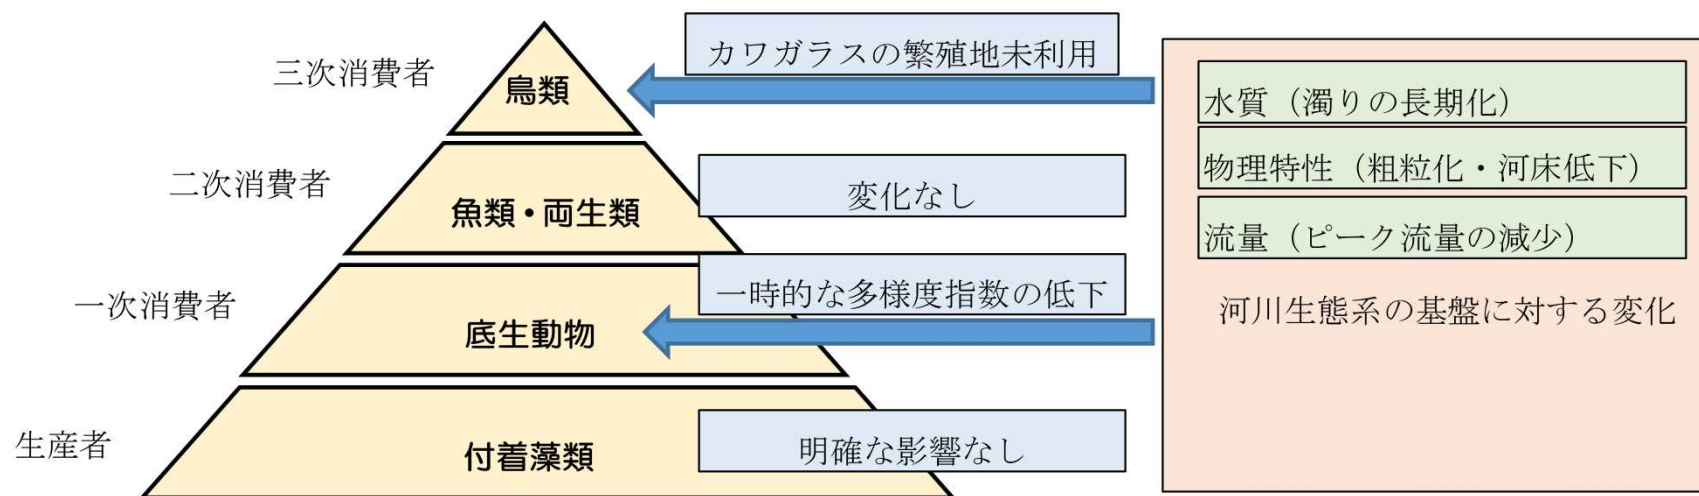 三次消費者
鳥類
カワガラスの繁殖地未利用
二次消費者
魚類・両生類
変化なし
一次消費者
底生動物
一時的な多様度指数の低下
生産者
付着藻類
明確な影響なし
水質（濁りの長期化）
物理特性（粗粒化・河床低下）
流量（ピーク流量の減少）
河川生態系の基盤に対する変化